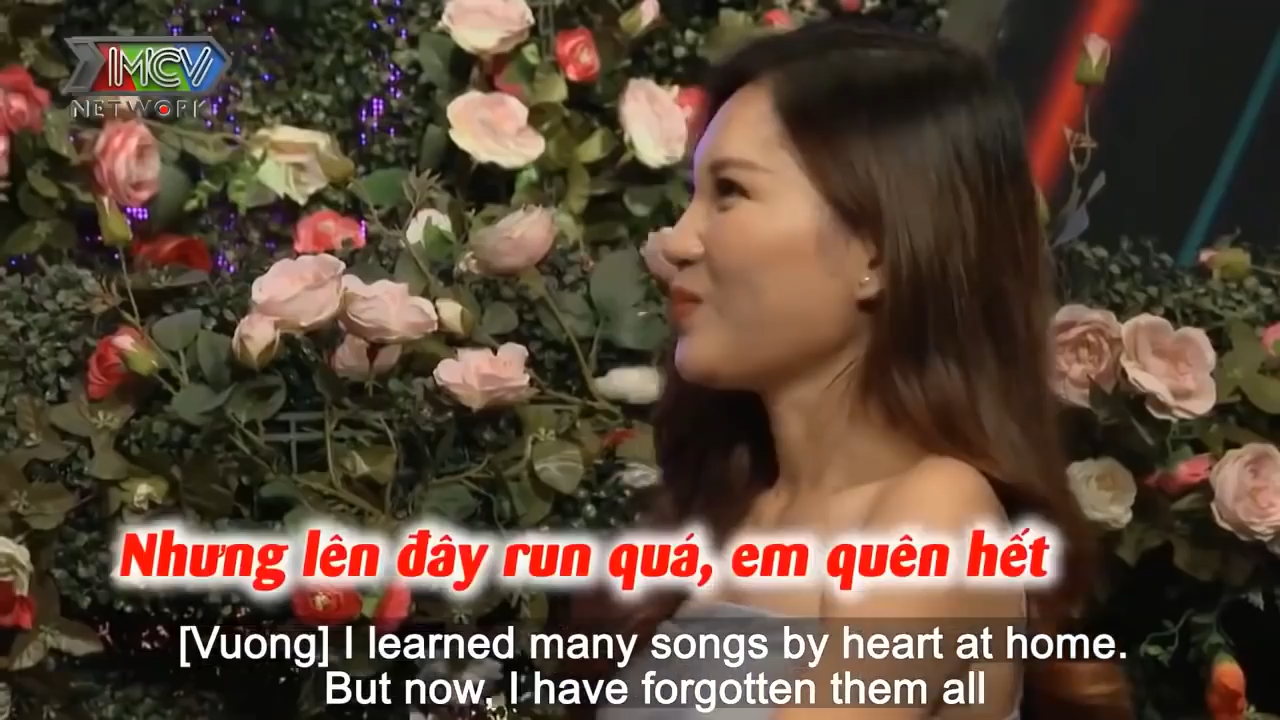 MCV
NETWORK
Nhưng lên đây run quá, em quên hết
[Vuong] I learned many songs by heart at home.
But now, I have forgotten them all